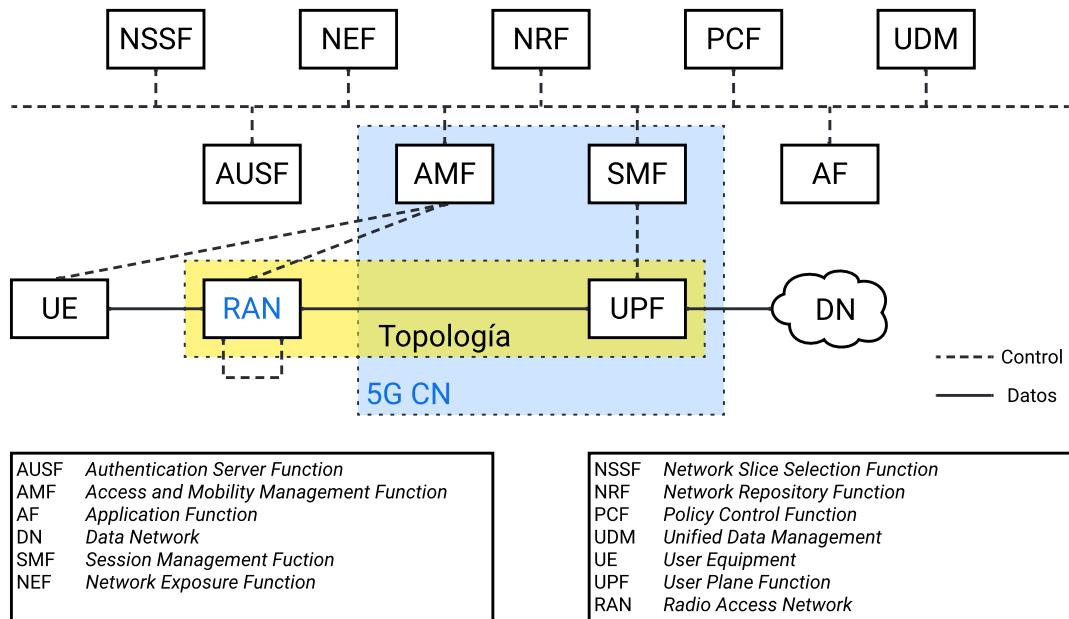 NSSF
NEF
NRF
PCF
UDM
AUSF
AMF
SMF
AF
UE
RAN
UPF
DN
Topología
5G CN
Control
Datos
AUSF Authentication Server Function
AMF Access and Mobility Management Function
AF Application Function
DN Data Network
SMF Session Management Fuction
NEF Network Exposure Function
NSSF Network Slice Selection Function
NRF Network Repository Function
PCF Policy Control Function
UDM Unified Data Management
UE User Equipment
UPF User Plane Function
RAN Radio Access Network